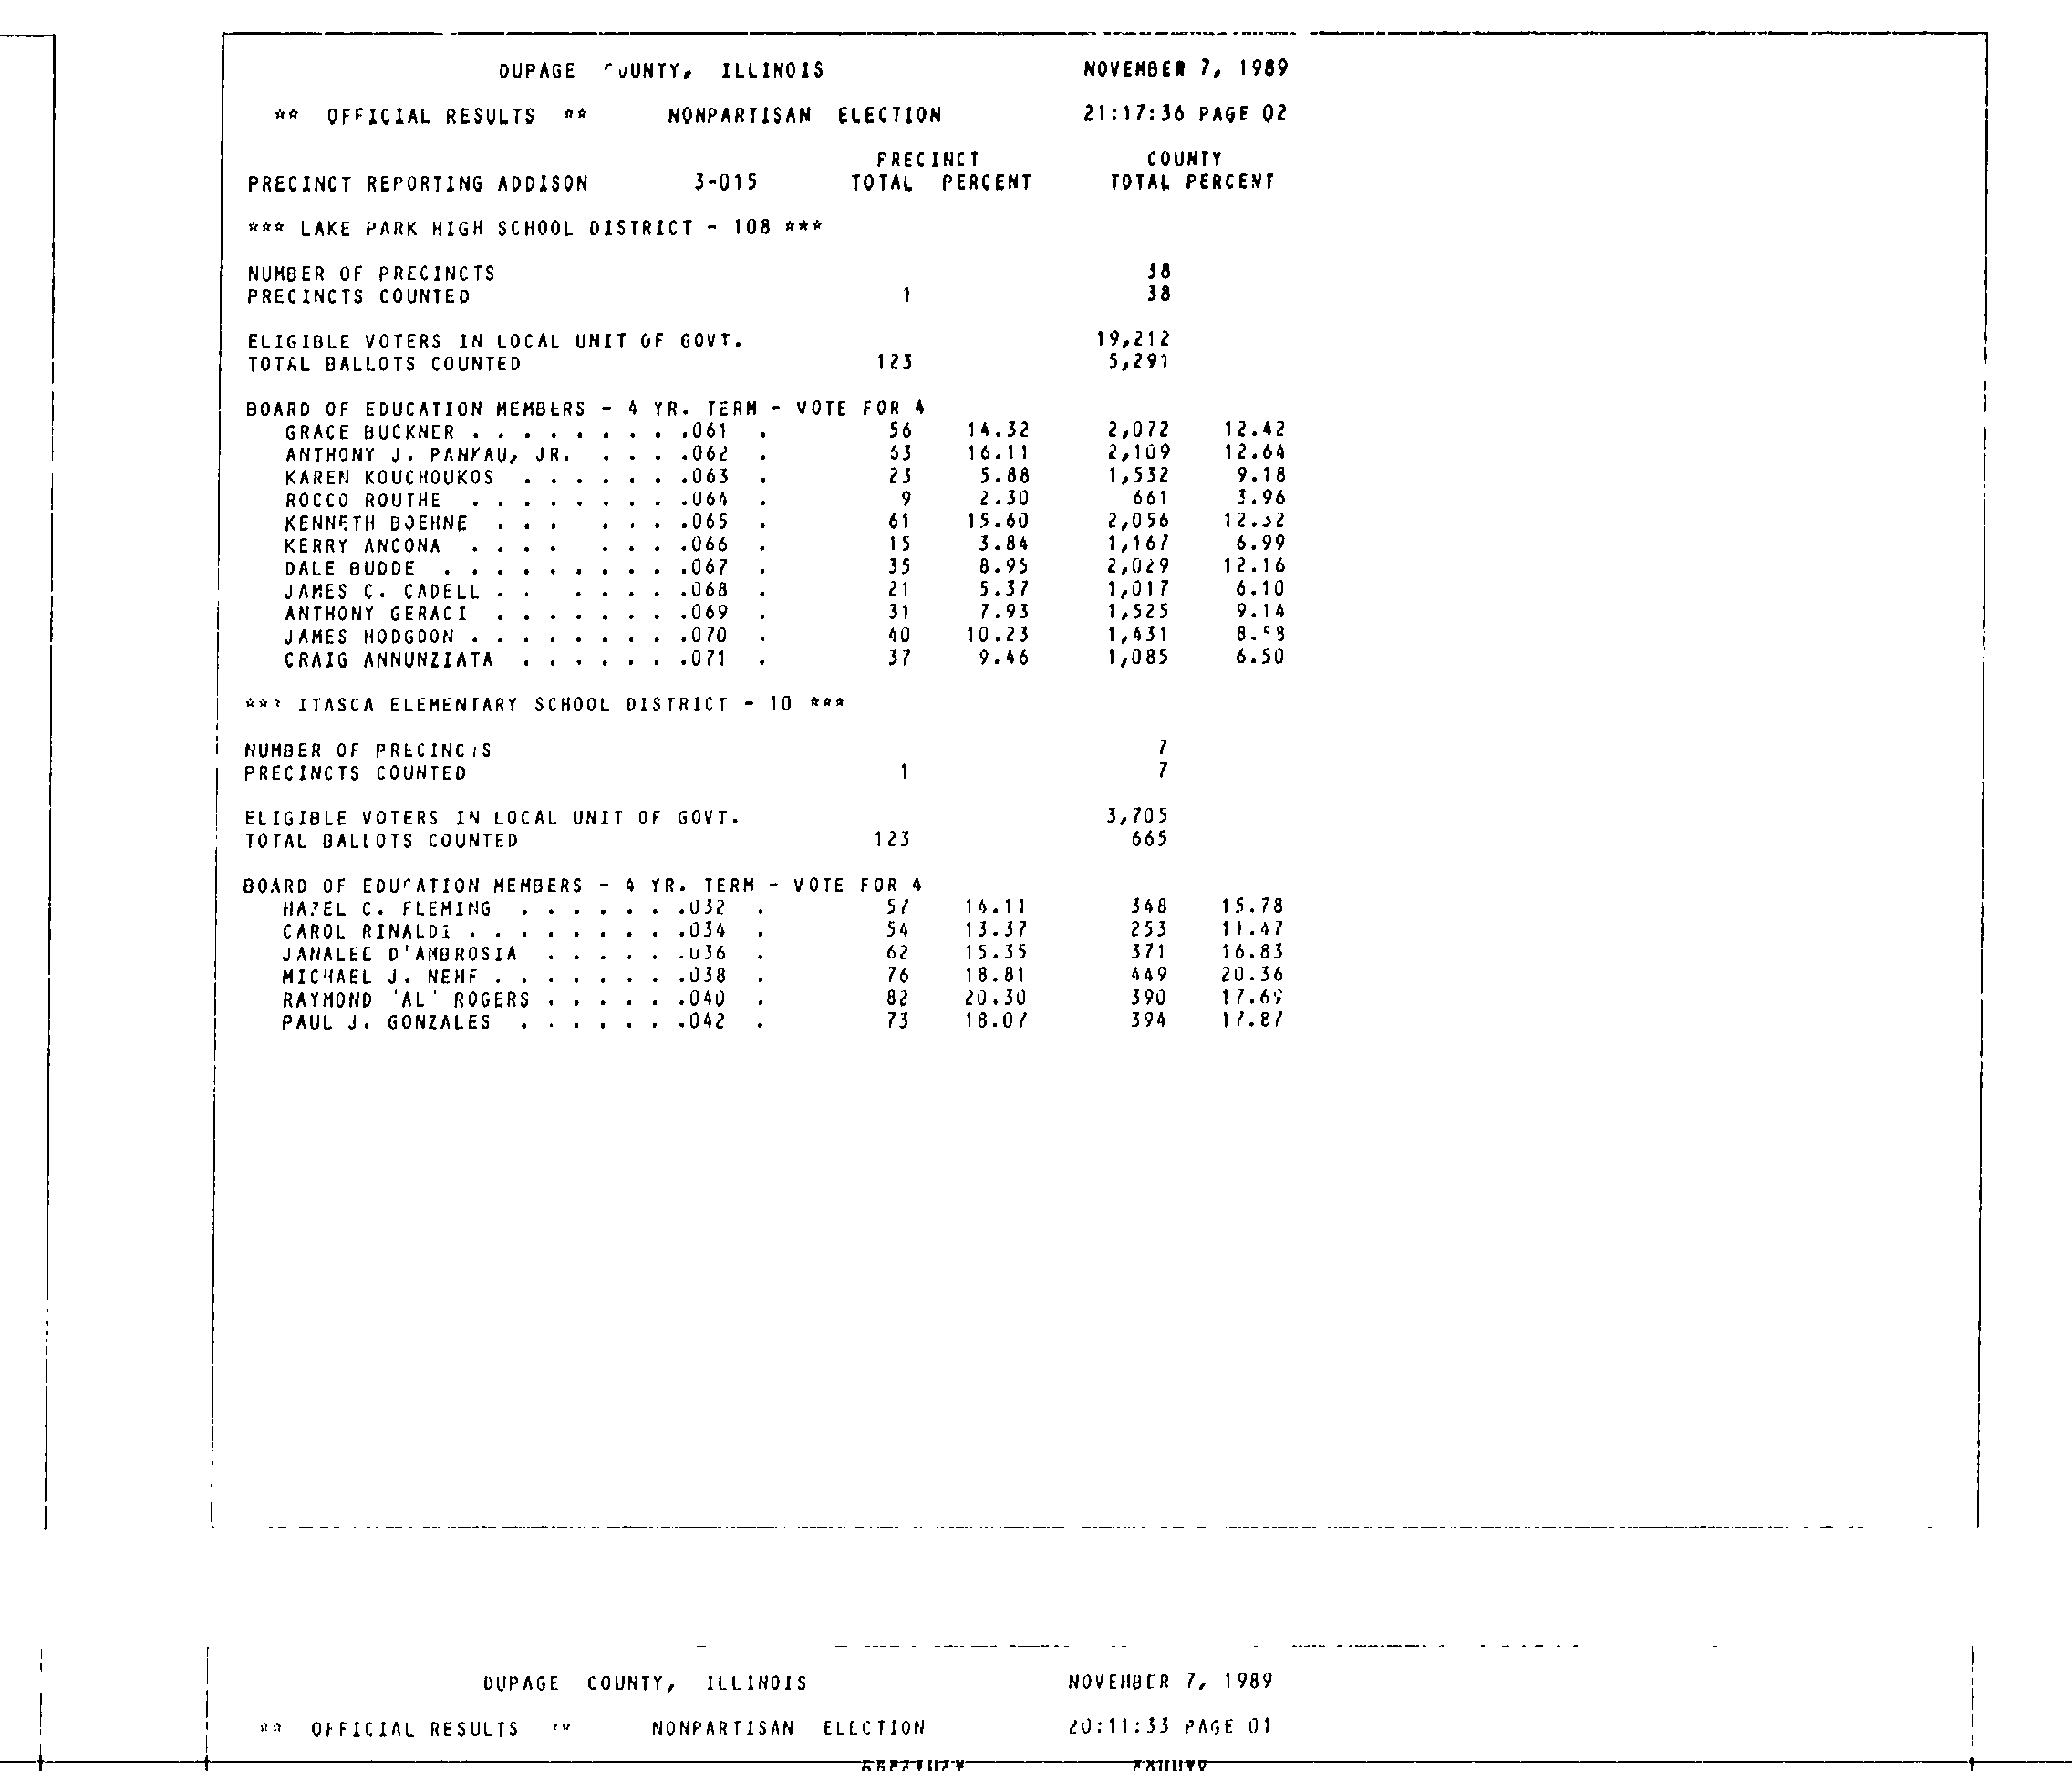 DUPAGE COUNTY, ILLINOIS NOVEMBER 7, 1989
** OFFICIAL RESULTS ** NONPARTISAN ELECTION 21:17:36 PAGE 02
PRECINCT COUNTY
PRECINCT REPORTING ADDISON 3-015 TOTAL PERCENT TOTAL PERCENT
*** LAKE PARK HIGH SCHOOL DISTRICT - 108 ***
NUMBER OF PRECINCTS 38
PRECINCTS COUNTED 1 38
ELIGIBLE VOTERS IN LOCAL UNIT OF GOVT. 19,212
TOTAL BALLOTS COUNTED 123 5,291
BOARD OF EDUCATION MEMBERS - 4 YR. TERM - VOTE FOR 4
GRACE BUCKNER . . . . . . . . .061 . 56 14.32 2,072 12.42
ANTHONY J. PANKAU, JR. . . . .062 . 63 16.11 2,109 12.64
KAREN KOUCHOUKOS . . . . . . .063 . 23 5.88 1,532 9.18
ROCCO ROUTHE . . . . . . . . .064 . 9 2.30 661 3.96
KENNETH BOEHNE . . . . . . .065 . 61 15.60 2,056 12.32
KERRY ANCONA . . . . . . . .066 . 15 3.84 1,167 6.99
DALE BUDDE . . . . . . . . . .067 . 35 8.95 2,029 12.16
JAMES C. CADELL . . . . . . .068 . 21 5.37 1,017 6.10
ANTHONY GERACI . . . . . . . .069 . 31 7.93 1,525 9.14
JAMES HODGDON . . . . . . . . .070 . 40 10.23 1,431 8.58
CRAIG ANNUNZIATA . . . . . . .071 . 37 9.46 1,085 6.50
*** ITASCA ELEMENTARY SCHOOL DISTRICT - 10 ***
NUMBER OF PRECINCTS 7
PRECINCTS COUNTED 1 7
ELIGIBLE VOTERS IN LOCAL UNIT OF GOVT. 3,705
TOTAL BALLOTS COUNTED 123 665
BOARD OF EDUCATION MEMBERS - 4 YR. TERM - VOTE FOR 4
HAZEL C. FLEMING . . . . . . .032 . 57 14.11 348 15.78
CAROL RINALDI . . . . . . . . .034 . 54 13.37 253 11.47
JANALEE D'AMBROSIA . . . . . .036 . 62 15.35 371 16.83
MICHAEL J. NEHF . . . . . . . .038 . 76 18.81 449 20.36
RAYMOND 'AL' ROGERS . . . . . .040 . 82 20.30 390 17.69
PAUL J. GONZALES . . . . . . .042 . 73 18.07 394 17.87
DUPAGE COUNTY, ILLINOIS NOVEMBER 7, 1989
** OFFICIAL RESULTS ** NONPARTISAN ELECTION 20:11:33 PAGE 01